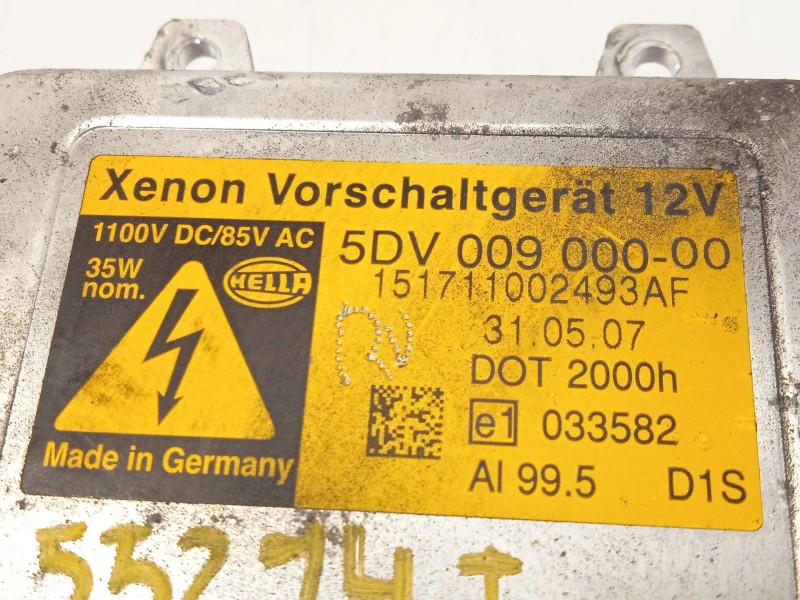 Xenon Vorschaltgerät 12V
1100V DC/85V AC
35W
nom.
HELLA
Made in Germany
5DV 009 000-00
151711002493AF
31.05.07
DOT 2000h
e1 033582
Al 99.5 D1S